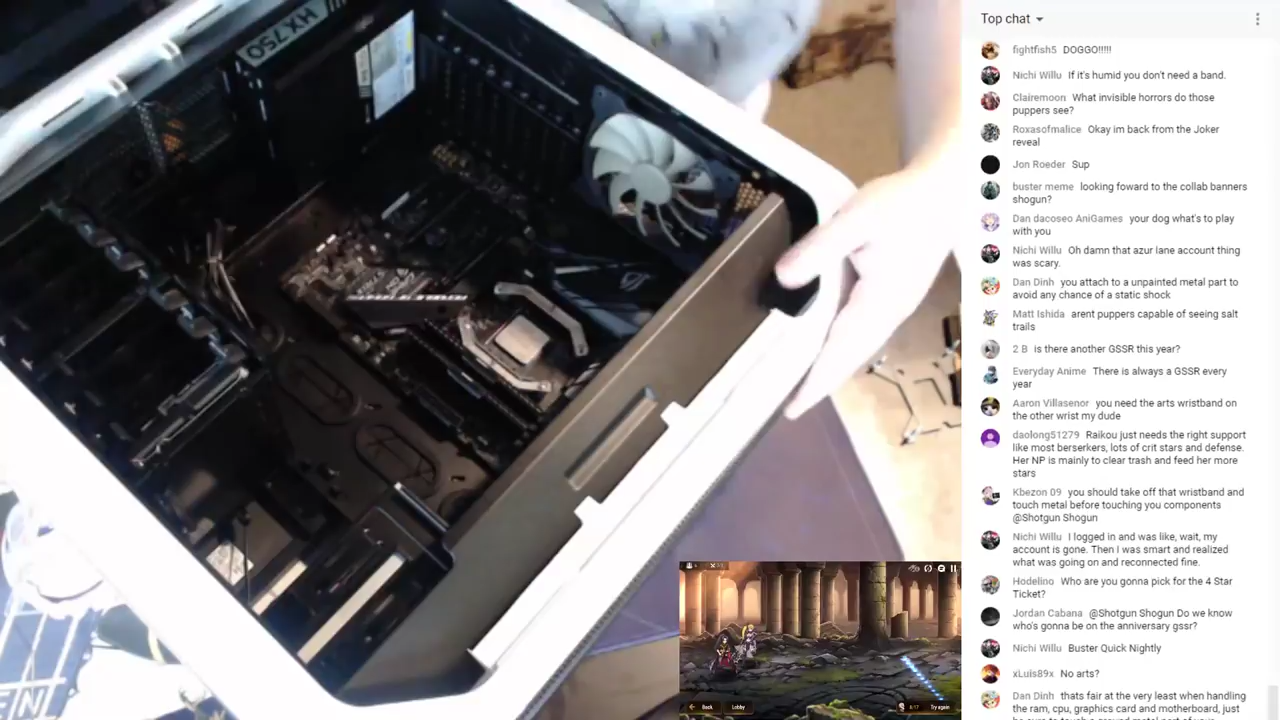 HX750
EIN
Back
Lobby
6:17
Try again
Top chat
fightfish5 DOGGO!!!!!
Nichi Willu If it's humid you don't need a band.
Clairemoon What invisible horrors do those
puppers see?
Roxasofmalice Okay im back from the Joker
reveal
Jon Roeder Sup
buster meme looking foward to the collab banners
shogun?
Dan dacoseo AniGames your dog what's to play
with you
Nichi Willu Oh damn that azur lane account thing
was scary.
Dan Dinh you attach to a unpainted metal part to
avoid any chance of a static shock
Matt Ishida arent puppers capable of seeing salt
trails
2 B is there another GSSR this year?
Everyday Anime There is always a GSSR every
year
Aaron Villasenor you need the arts wristband on
the other wrist my dude
daolong51279 Raikou just needs the right support
like most berserkers, lots of crit stars and defense.
Her NP is mainly to clear trash and feed her more
stars
Kbezon 09 you should take off that wristband and
touch metal before touching you components
@Shotgun Shogun
Nichi Willu I logged in and was like, wait, my
account is gone. Then I was smart and realized
what was going on and reconnected fine.
Hodelino Who are you gonna pick for the 4 Star
Ticket?
Jordan Cabana @Shotgun Shogun Do we know
who's gonna be on the anniversary gssr?
Nichi Willu Buster Quick Nightly
xLuis89x No arts?
Dan Dinh thats fair at the very least when handling
the ram, cpu, graphics card and motherboard, just